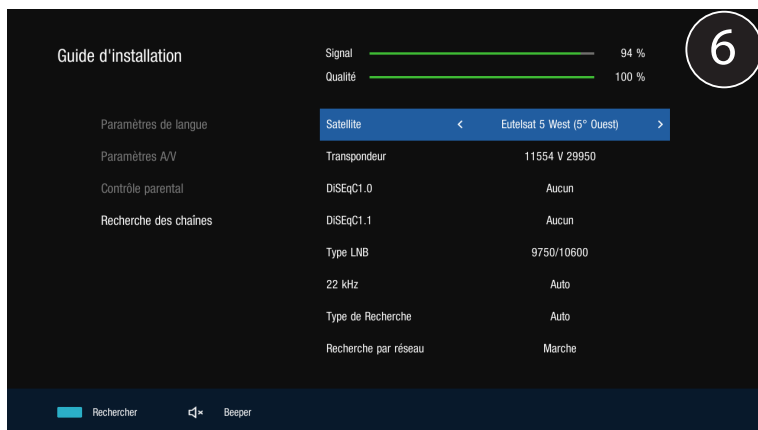 6
Guide d'installation
Signal 94 %
Qualité 100 %
Paramètres de langue
Paramètres A/V
Contrôle parental
Recherche des chaînes
Satellite < Eutelsat 5 West (5° Ouest) >
Transpondeur 11554 V 29950
DiSEqC1.0 Aucun
DiSEqC1.1 Aucun
Type LNB 9750/10600
22 kHz Auto
Type de Recherche Auto
Recherche par réseau Marche
Rechercher Beeper